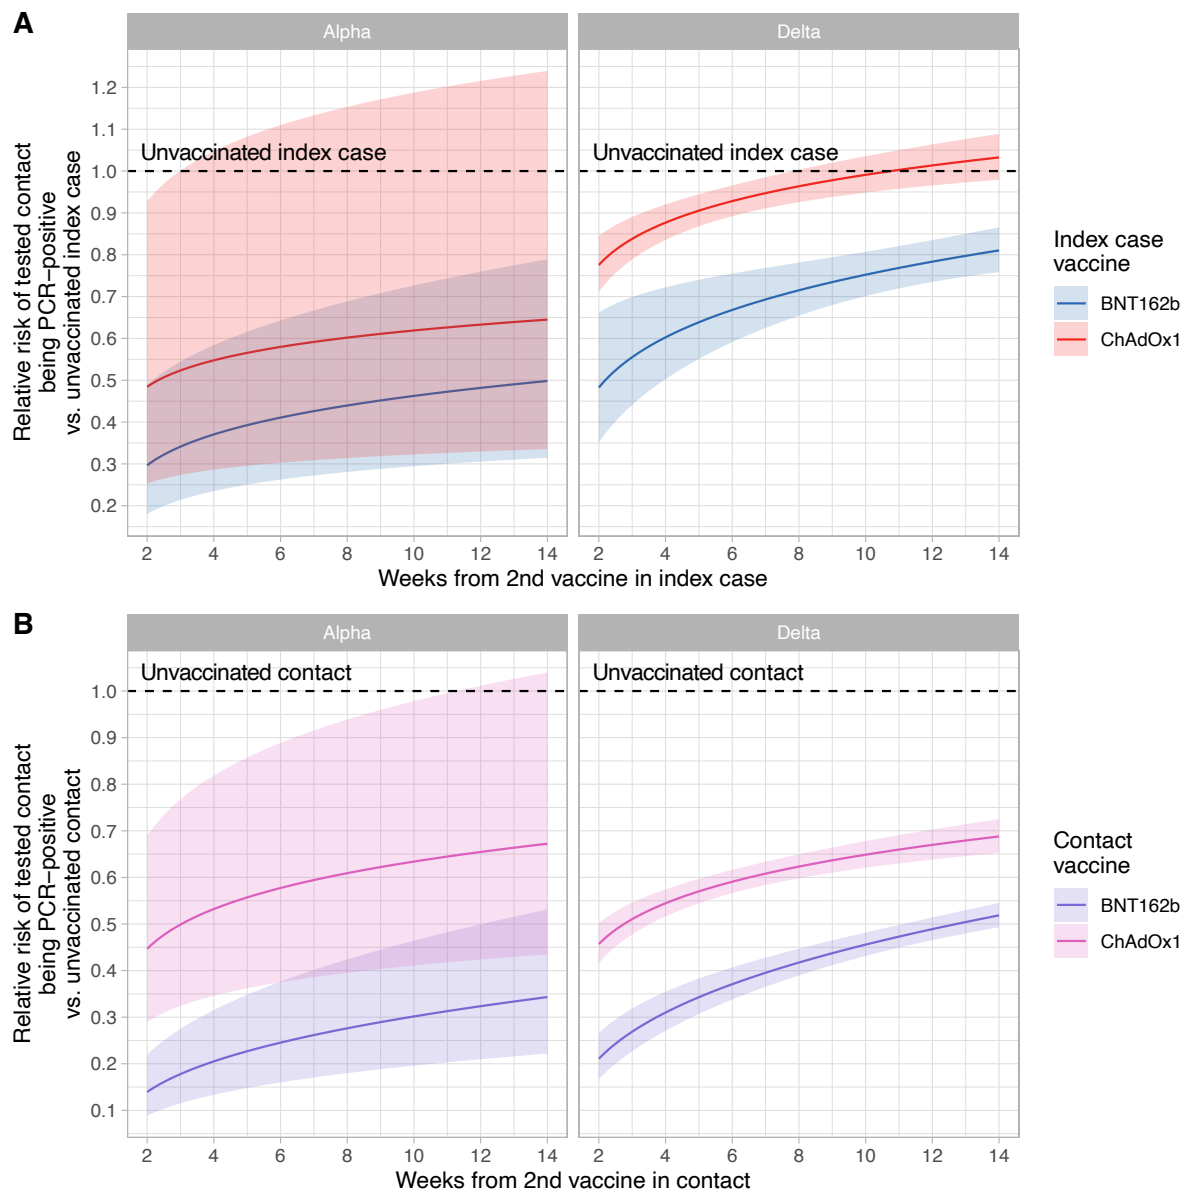 A
Alpha
Delta
Relative risk of tested contact
being PCR−positive
vs. unvaccinated index case
1.2
1.1
1.0
0.9
0.8
0.7
0.6
0.5
0.4
0.3
0.2
Unvaccinated index case
Unvaccinated index case
2 4 6 8 10 12 14
2 4 6 8 10 12 14
Weeks from 2nd vaccine in index case
Index case
vaccine
BNT162b
ChAdOx1
B
Alpha
Delta
Relative risk of tested contact
being PCR−positive
vs. unvaccinated contact
1.0
0.9
0.8
0.7
0.6
0.5
0.4
0.3
0.2
0.1
Unvaccinated contact
Unvaccinated contact
2 4 6 8 10 12 14
2 4 6 8 10 12 14
Weeks from 2nd vaccine in contact
Contact
vaccine
BNT162b
ChAdOx1